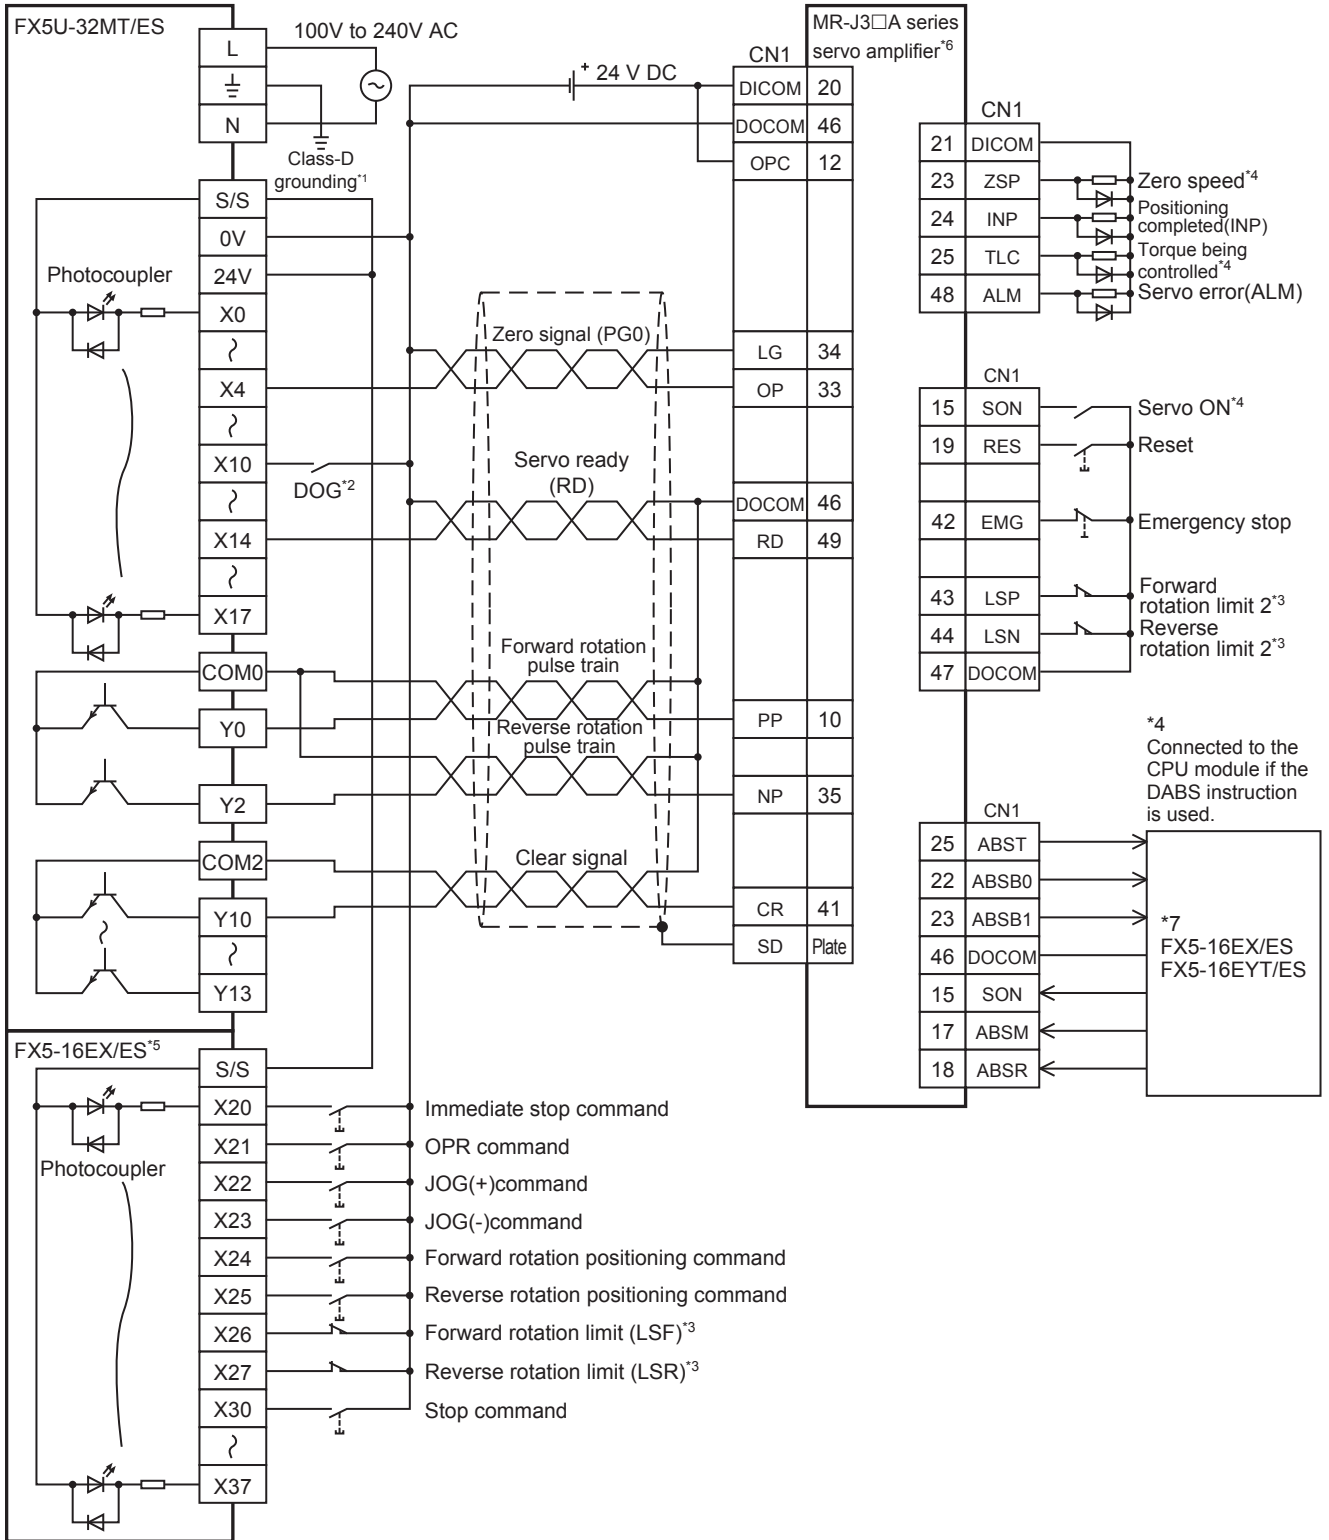 FX5U-32MT/ES
L
N
100V to 240V AC
Class-D
grounding*1
S/S
0V
24V
X0
X4
X10
X14
X17
COM0
Y0
Y2
COM2
Y10
Y13
Photocoupler
DOG*2
+ 24 V DC
Zero signal (PG0)
Servo ready
(RD)
Forward rotation
pulse train
Reverse rotation
pulse train
Clear signal
MR-J3□A series
servo amplifier*6
CN1
DICOM 20
DOCOM 46
OPC 12
LG 34
OP 33
DOCOM 46
RD 49
PP 10
NP 35
CR 41
SD Plate
CN1
21 DICOM
23 ZSP Zero speed*4
24 INP Positioning
completed(INP)
25 TLC Torque being
controlled*4
48 ALM Servo error(ALM)
CN1
15 SON Servo ON*4
19 RES Reset
42 EMG Emergency stop
43 LSP Forward
rotation limit 2*3
44 LSN Reverse
rotation limit 2*3
47 DOCOM
*4
Connected to the
CPU module if the
DABS instruction
is used.
CN1
25 ABST
22 ABSB0
23 ABSB1
46 DOCOM
15 SON
17 ABSM
18 ABSR
*7
FX5-16EX/ES
FX5-16EYT/ES
FX5-16EX/ES*5
Photocoupler
S/S
X20 Immediate stop command
X21 OPR command
X22 JOG(+)command
X23 JOG(-)command
X24 Forward rotation positioning command
X25 Reverse rotation positioning command
X26 Forward rotation limit (LSF)*3
X27 Reverse rotation limit (LSR)*3
X30 Stop command
X37